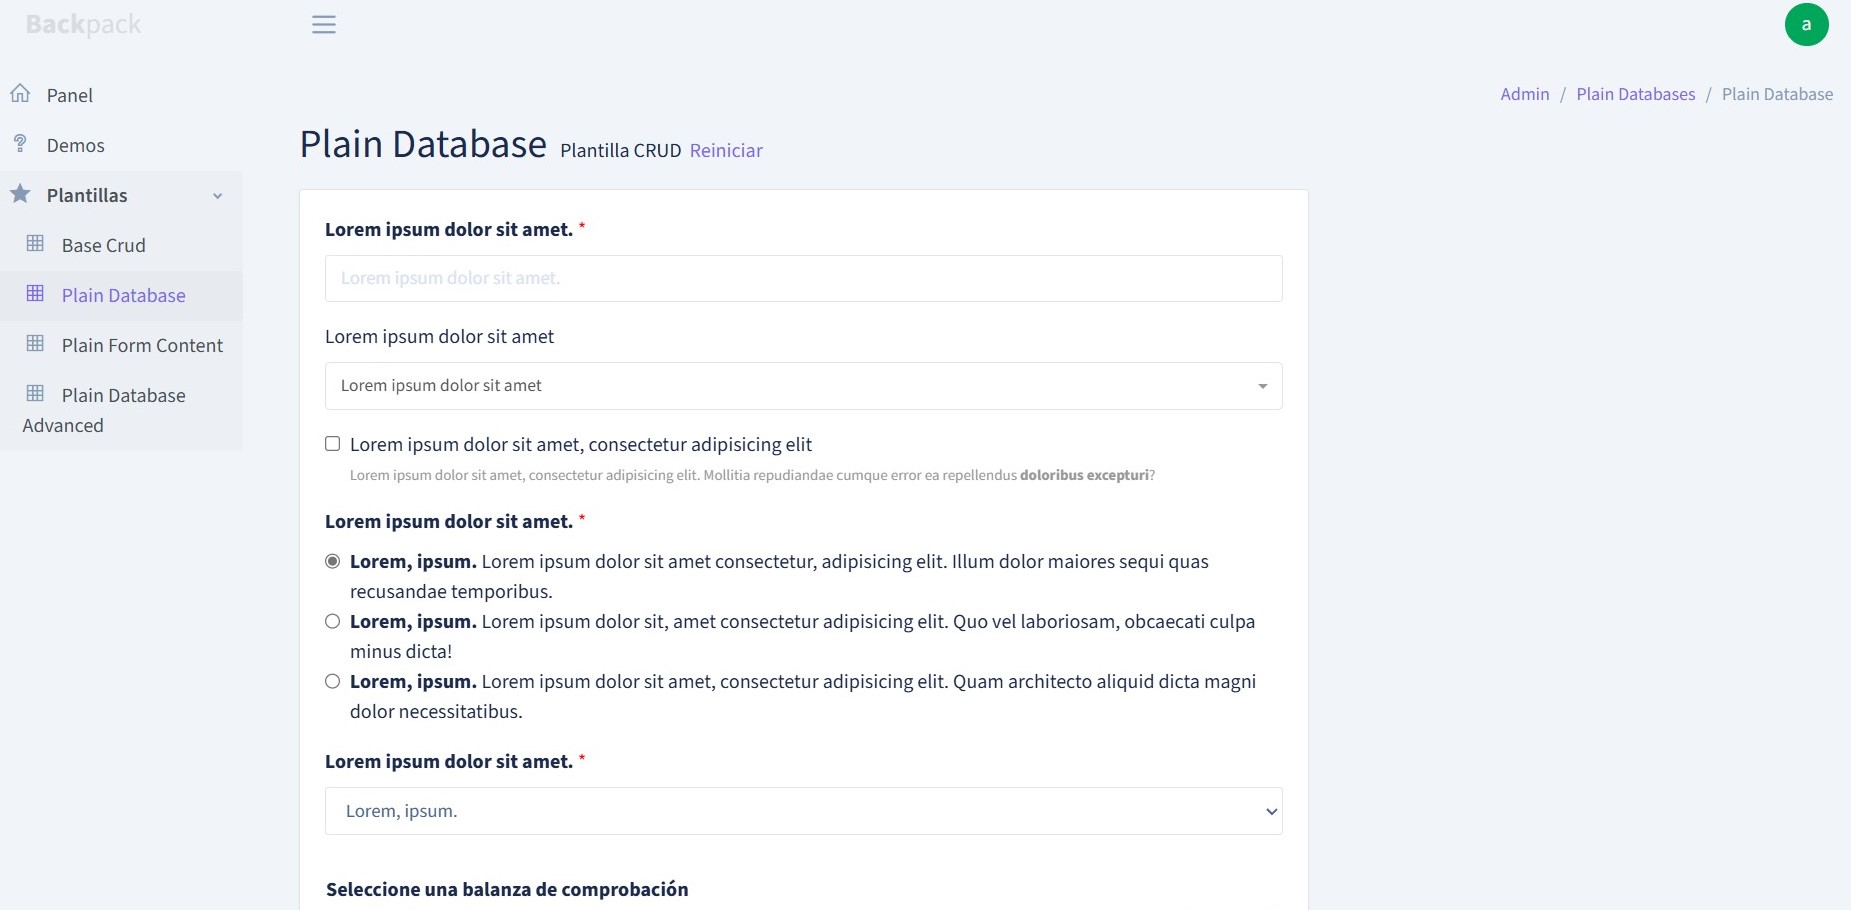 Backpack
a
Panel
Demos
Plantillas
Base Crud
Plain Database
Plain Form Content
Plain Database
Advanced
Admin / Plain Databases / Plain Database
Plain Database Plantilla CRUD Reiniciar
Lorem ipsum dolor sit amet. *
Lorem ipsum dolor sit amet.
Lorem ipsum dolor sit amet
Lorem ipsum dolor sit amet
Lorem ipsum dolor sit amet, consectetur adipisicing elit
Lorem ipsum dolor sit amet, consectetur adipisicing elit. Mollitia repudiandae cumque error ea repellendus doloribus excepturi?
Lorem ipsum dolor sit amet. *
Lorem, ipsum. Lorem ipsum dolor sit amet consectetur, adipisicing elit. Illum dolor maiores sequi quas
recusandae temporibus.
Lorem, ipsum. Lorem ipsum dolor sit, amet consectetur adipisicing elit. Quo vel laboriosam, obcaecati culpa
minus dicta!
Lorem, ipsum. Lorem ipsum dolor sit amet, consectetur adipisicing elit. Quam architecto aliquid dicta magni
dolor necessitatibus.
Lorem ipsum dolor sit amet. *
Lorem, ipsum.
Seleccione una balanza de comprobación